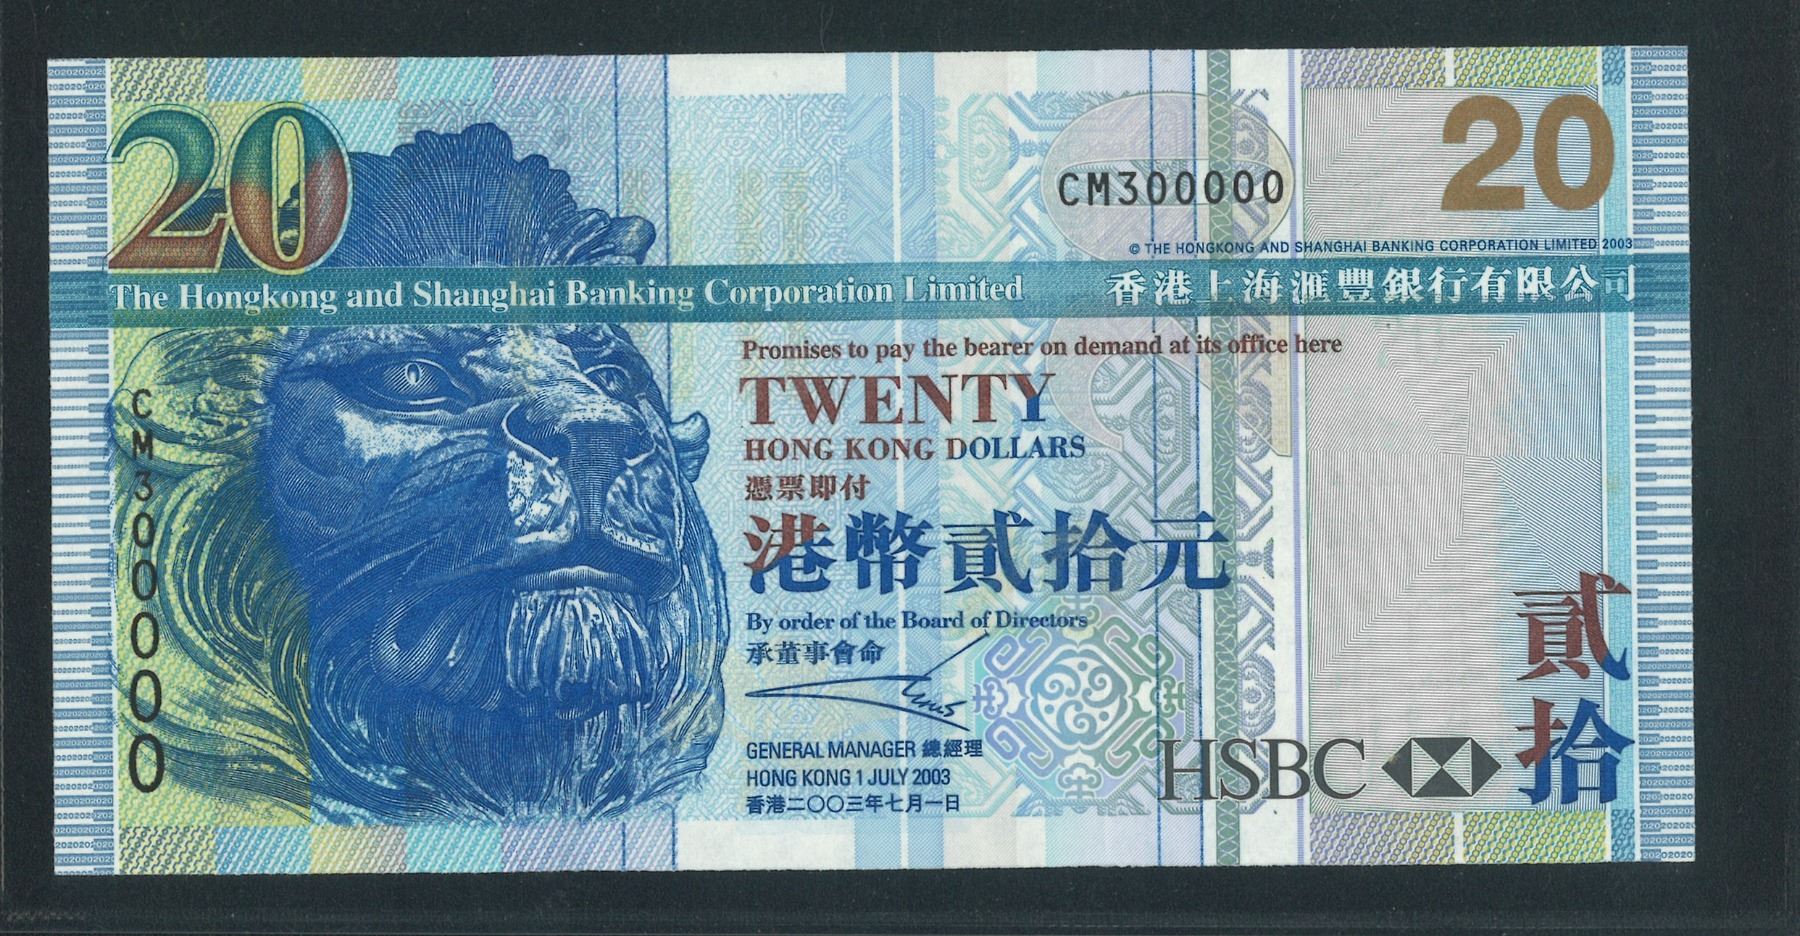 20
20
CM300000
© THE HONGKONG AND SHANGHAI BANKING CORPORATION LIMITED 2003
The Hongkong and Shanghai Banking Corporation Limited 香港上海滙豐銀行有限公司
Promises to pay the bearer on demand at its office here
TWENTY
HONG KONG DOLLARS
憑票即付
港幣貳拾元
By order of the Board of Directors
承董事會命
GENERAL MANAGER 總經理
HONG KONG 1 JULY 2003
香港二〇〇三年七月一日
CM300000
HSBC
貳拾